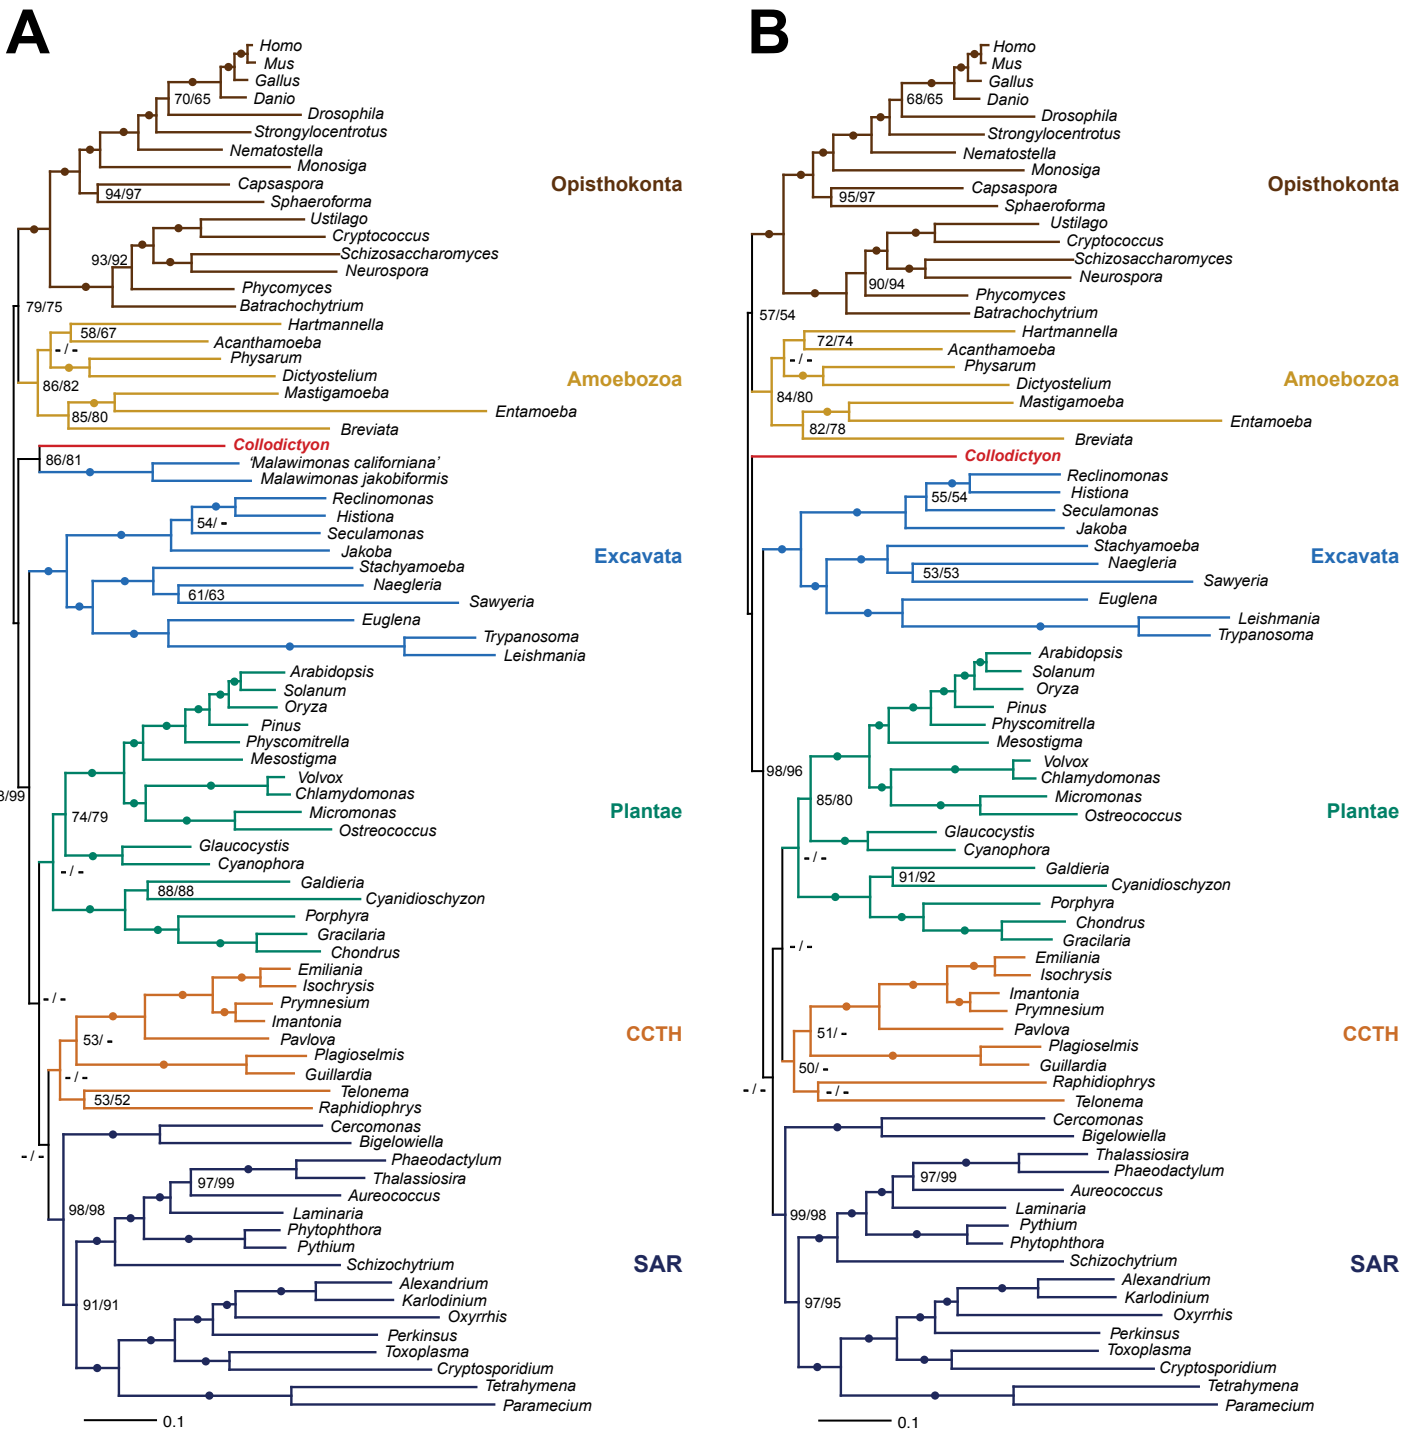 A
Homo
Mus
Gallus
70/65
Danio
Drosophila
Strongylocentrotus
Nematostella
Monosiga
Capsaspora
94/97
Sphaeroforma
Opisthokonta
Ustilago
Cryptococcus
Schizosaccharomyces
93/92
Neurospora
Phycomyces
Batrachochytrium
79/75
Hartmannella
58/67
Acanthamoeba
- / -
Physarum
Dictyostelium
Amoebozoa
86/82
Mastigamoeba
Entamoeba
85/80
Breviata
Collodictyon
86/81
‘Malawimonas californiana’
Malawimonas jakobiformis
Reclinomonas
Histiona
54/ -
Seculamonas
Jakoba
Excavata
Stachyamoeba
Naegleria
61/63
Sawyeria
Euglena
Trypanosoma
Leishmania
Arabidopsis
Solanum
Oryza
Pinus
Physcomitrella
Mesostigma
Volvox
Chlamydomonas
3/99
Micromonas
74/79
Plantae
Ostreococcus
Glaucocystis
Cyanophora
- / -
Galdieria
88/88
Cyanidioschyzon
Porphyra
Gracilaria
Chondrus
Emiliania
Isochrysis
- / -
Prymnesium
Imantonia
Pavlova
53/ -
CCTH
Plagioselmis
Guillardia
- / -
Telonema
53/52
Raphidiophrys
Cercomonas
Bigelowiella
- / -
Phaeodactylum
Thalassiosira
97/99
Aureococcus
98/98
Laminaria
Phytophthora
Pythium
Schizochytrium
SAR
Alexandrium
Karlodinium
91/91
Oxyrrhis
Perkinsus
Toxoplasma
Cryptosporidium
Tetrahymena
Paramecium
0.1
B
Homo
Mus
Gallus
68/65
Danio
Drosophila
Strongylocentrotus
Nematostella
Monosiga
Capsaspora
95/97
Sphaeroforma
Opisthokonta
Ustilago
Cryptococcus
Schizosaccharomyces
Neurospora
90/94
Phycomyces
Batrachochytrium
57/54
Hartmannella
72/74
Acanthamoeba
- / -
Physarum
Dictyostelium
Amoebozoa
84/80
Mastigamoeba
Entamoeba
82/78
Breviata
Collodictyon
Reclinomonas
Histiona
55/54
Seculamonas
Jakoba
Stachyamoeba
Excavata
Naegleria
53/53
Sawyeria
Euglena
Leishmania
Trypanosoma
Arabidopsis
Solanum
Oryza
Pinus
Physcomitrella
Mesostigma
Volvox
98/96
Chlamydomonas
Micromonas
85/80
Ostreococcus
Plantae
Glaucocystis
Cyanophora
- / -
Galdieria
91/92
Cyanidioschyzon
Porphyra
Chondrus
Gracilaria
- / -
Emiliania
Isochrysis
Imantonia
Prymnesium
Pavlova
51/ -
CCTH
Plagioselmis
Guillardia
50/ -
Raphidiophrys
- / -
- / -
Telonema
Cercomonas
Bigelowiella
Thalassiosira
Phaeodactylum
97/99
Aureococcus
Laminaria
99/98
Pythium
Phytophthora
Schizochytrium
SAR
Alexandrium
Karlodinium
97/95
Oxyrrhis
Perkinsus
Toxoplasma
Cryptosporidium
Tetrahymena
Paramecium
0.1